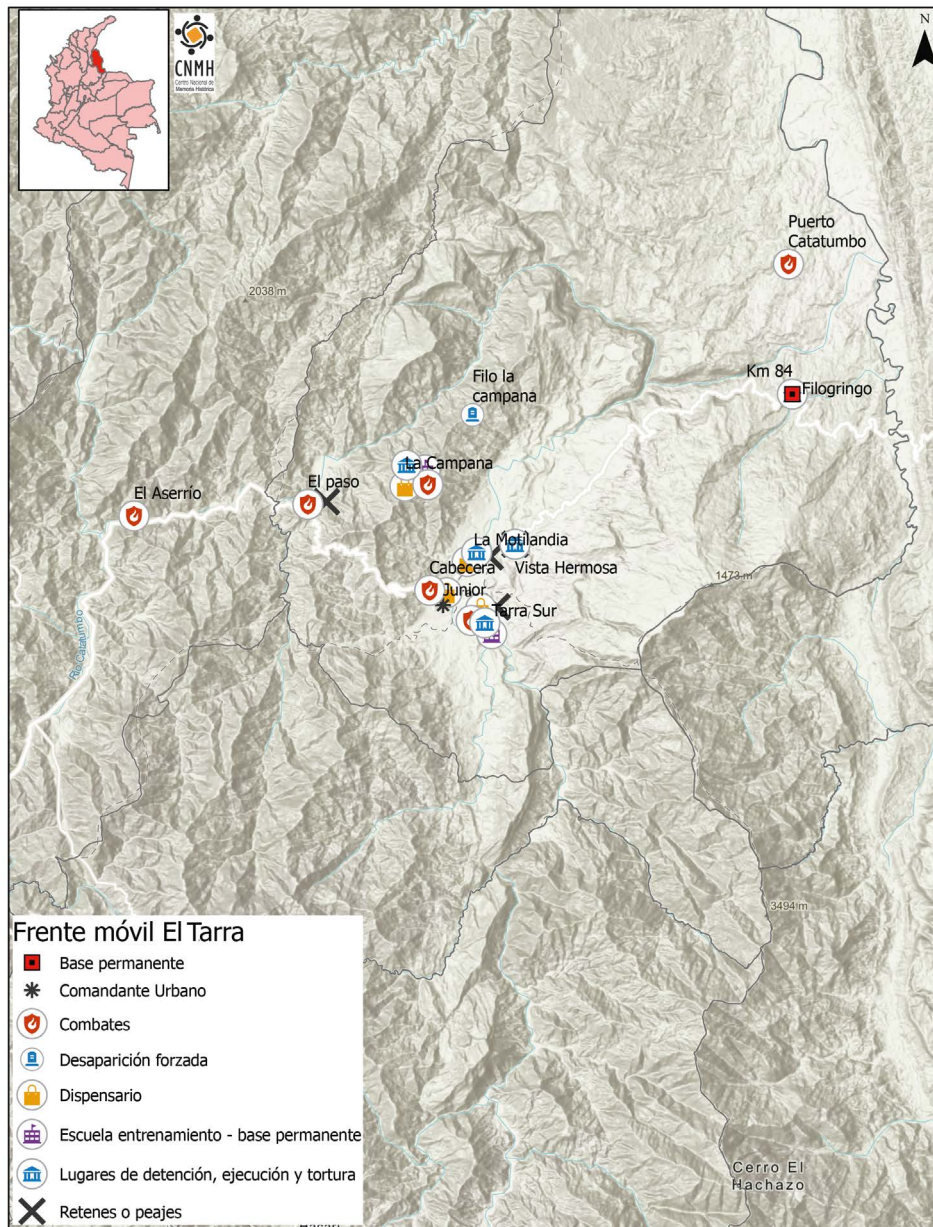 N
CNMH
Centro Nacional de
Memoria Histórica
Puerto
Catatumbo
2038 m
Km 84
Filogringo
Filo la
campana
La Campana
El paso
El Aserrío
La Motilandia
Cabecera
Vista Hermosa
1473 m
Junior
Tarra Sur
Río Catatumbo
3494 m
Frente móvil El Tarra
Base permanente
Comandante Urbano
Combates
Desaparición forzada
Dispensario
Escuela entrenamiento - base permanente
Lugares de detención, ejecución y tortura
Retenes o peajes
Cerro El
Hachazo